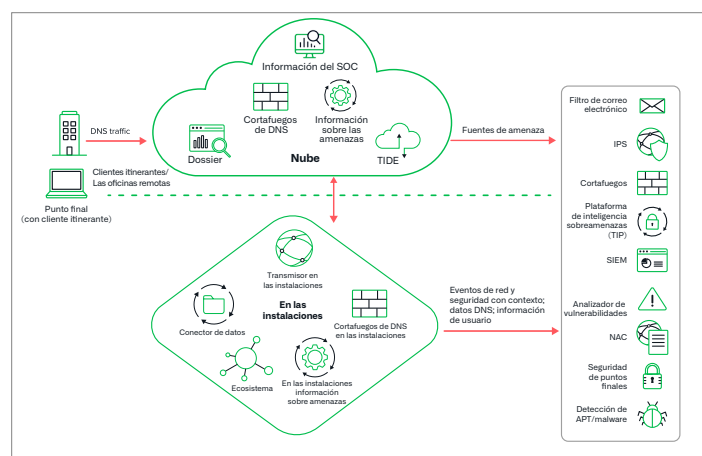 Información del SOC
Cortafuegos
de DNS
Información
sobre las
amenazas
Dossier
Nube
TIDE
DNS traffic
Clientes itinerantes/
Las oficinas remotas
Punto final
(con cliente itinerante)
Fuentes de amenaza
Transmisor en
las instalaciones
En las
instalaciones
Conector de datos
Cortafuegos de DNS
en las instalaciones
Ecosistema
En las instalaciones
información
sobre amenazas
Eventos de red y
seguridad con contexto;
datos DNS; información
de usuario
Filtro de correo
electrónico
IPS
Cortafuegos
Plataforma
de inteligencia
sobreamenazas
(TIP)
SIEM
Analizador de
vulnerabilidades
NAC
Seguridad
de puntos
finales
Detección de
APT/malware